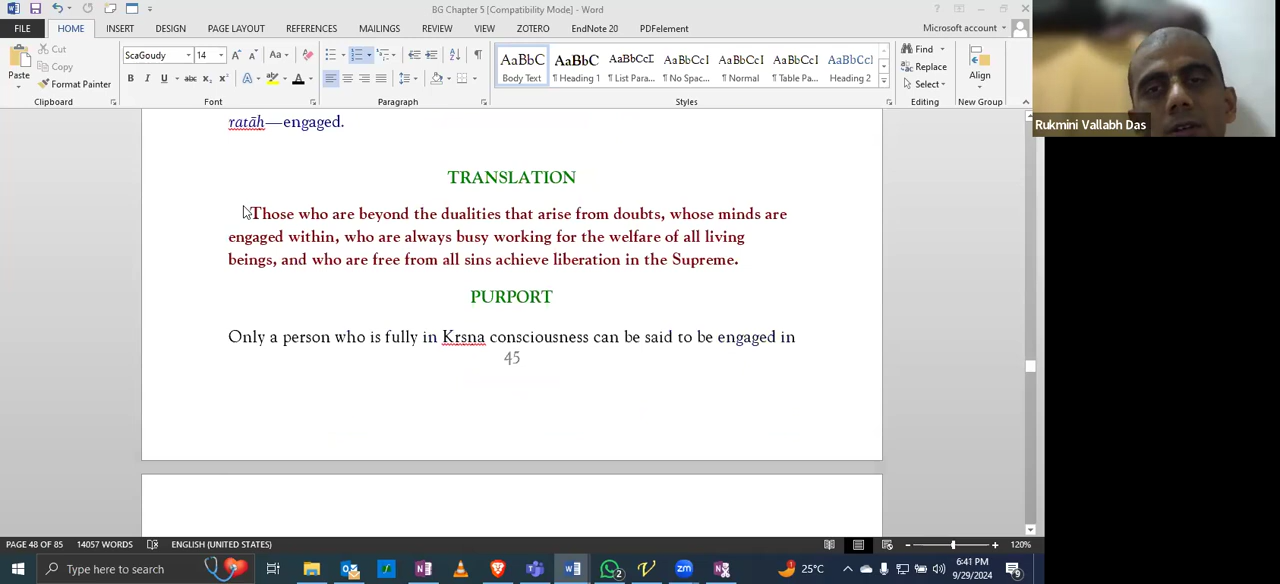 BG Chapter 5 [Compatibility Mode] - Word
FILE HOME INSERT DESIGN PAGE LAYOUT REFERENCES MAILINGS REVIEW VIEW ZOTERO EndNote 20 PDFelement Microsoft account
Paste
Cut
Copy
Format Painter
ScaGoudy 14
AaBbC AaBbC AaBbCcI AaBbCcI AaBbCcI AaBbCcI AaBbCcI
Body Text ¶ Heading 1 ¶ List Para... ¶ No Spac... ¶ Normal ¶ Table Pa... Heading 2
Find
Replace
Select
Align
Clipboard Font Paragraph Styles Editing New Group
Rukmini Vallabh Das
ratāḥ—engaged.
TRANSLATION
Those who are beyond the dualities that arise from doubts, whose minds are
engaged within, who are always busy working for the welfare of all living
beings, and who are free from all sins achieve liberation in the Supreme.
PURPORT
Only a person who is fully in Krsna consciousness can be said to be engaged in
45
PAGE 48 OF 85 14057 WORDS ENGLISH (UNITED STATES) 120%
Type here to search
25°C
6:41 PM
9/29/2024